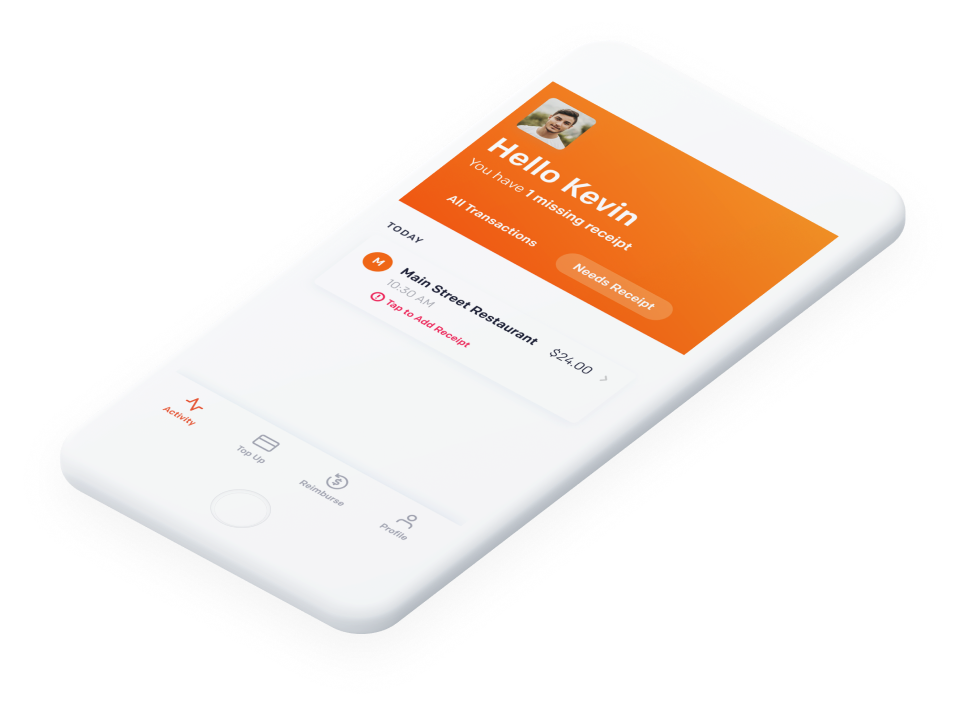 Hello Kevin
You have 1 missing receipt
All Transactions
Needs Receipt
TODAY
M
Main Street Restaurant
$24.00
10:30 AM
Tap to Add Receipt
Activity
Top Up
Reimburse
Profile